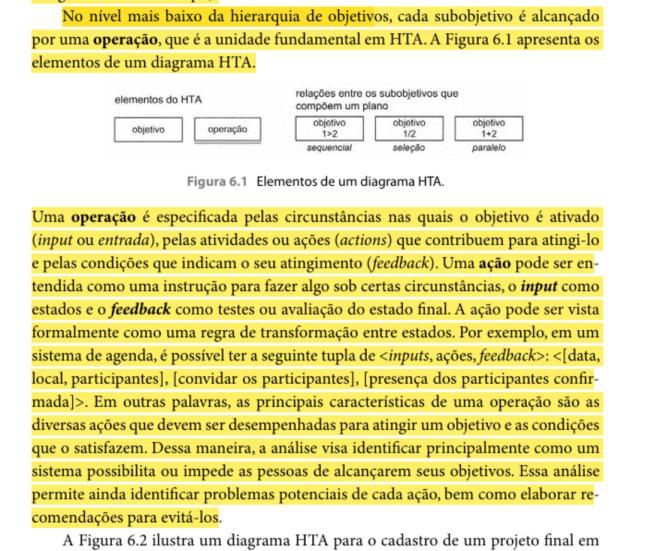 No nível mais baixo da hierarquia de objetivos, cada subobjetivo é alcançado
por uma operação, que é a unidade fundamental em HTA. A Figura 6.1 apresenta os
elementos de um diagrama HTA.
elementos do HTA
objetivo
operação
relações entre os subobjetivos que
compõem um plano
objetivo
1>2
sequencial
objetivo
1/2
seleção
objetivo
1+2
paralelo
Figura 6.1 Elementos de um diagrama HTA.
Uma operação é especificada pelas circunstâncias nas quais o objetivo é ativado
(input ou entrada), pelas atividades ou ações (actions) que contribuem para atingi-lo
e pelas condições que indicam o seu atingimento (feedback). Uma ação pode ser en-
tendida como uma instrução para fazer algo sob certas circunstâncias, o input como
estados e o feedback como testes ou avaliação do estado final. A ação pode ser vista
formalmente como uma regra de transformação entre estados. Por exemplo, em um
sistema de agenda, é possível ter a seguinte tupla de <inputs, ações, feedback>: <[data,
local, participantes], [convidar os participantes], [presença dos participantes confir-
mada]>. Em outras palavras, as principais características de uma operação são as
diversas ações que devem ser desempenhadas para atingir um objetivo e as condições
que o satisfazem. Dessa maneira, a análise visa identificar principalmente como um
sistema possibilita ou impede as pessoas de alcançarem seus objetivos. Essa análise
permite ainda identificar problemas potenciais de cada ação, bem como elaborar re-
comendações para evitá-los.
A Figura 6.2 ilustra um diagrama HTA para o cadastro de um projeto final em